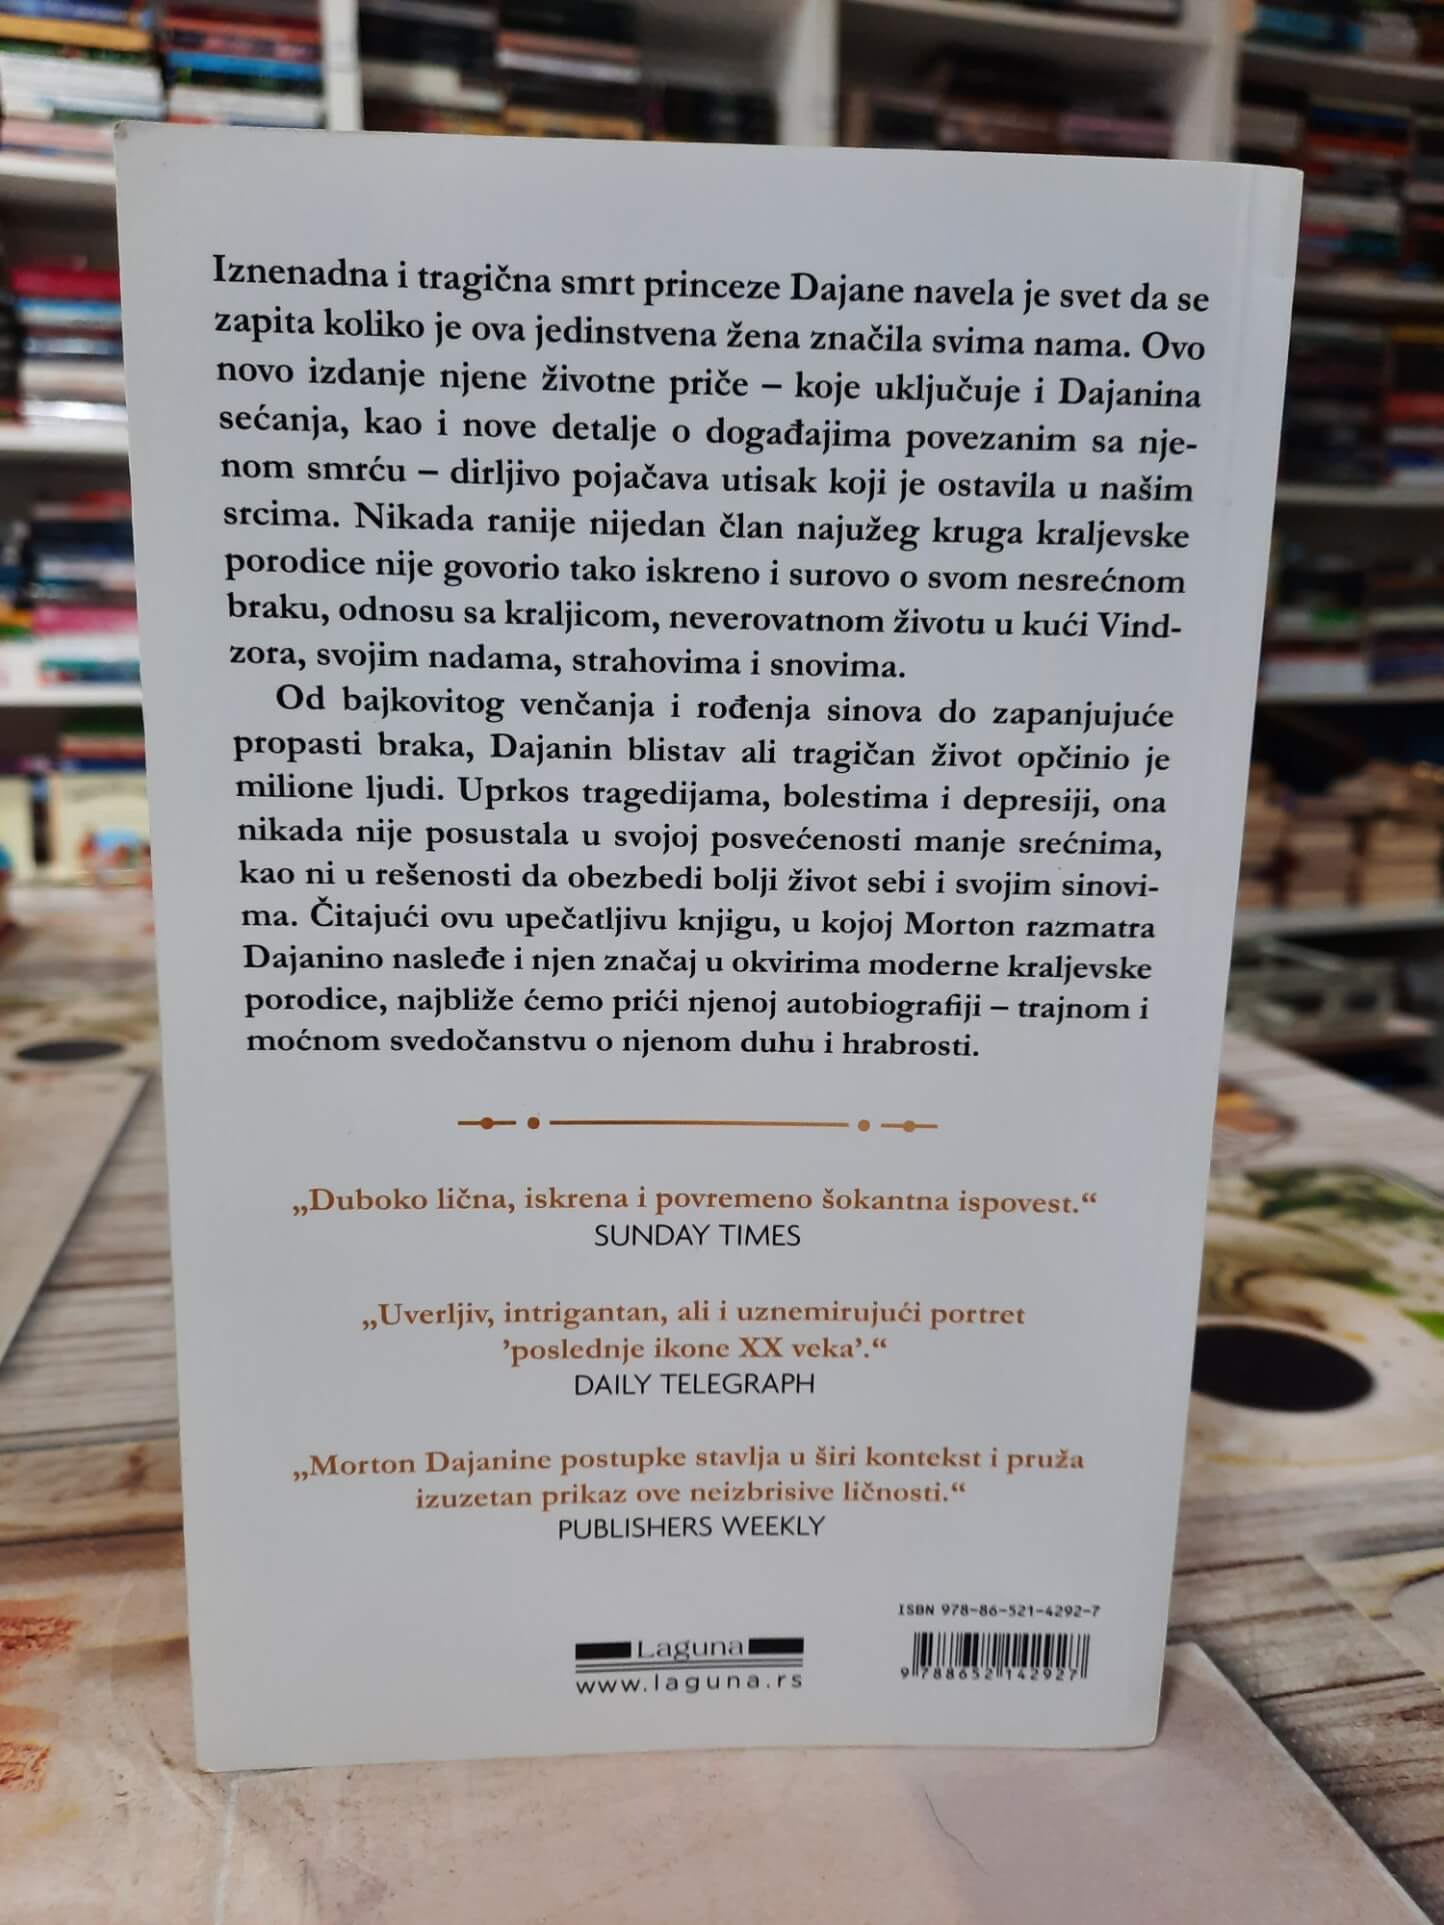 Iznenadna i tragična smrt princeze Dajane navela je svet da se
zapita koliko je ova jedinstvena žena značila svima nama. Ovo
novo izdanje njene životne priče – koje uključuje i Dajanina
sećanja, kao i nove detalje o događajima povezanim sa nje-
nom smrću – dirljivo pojačava utisak koji je ostavila u našim
srcima. Nikada ranije nijedan član najužeg kruga kraljevske
porodice nije govorio tako iskreno i surovo o svom nesrećnom
braku, odnosu sa kraljicom, neverovatnom životu u kući Vind-
zora, svojim nadama, strahovima i snovima.
Od bajkovitog venčanja i rođenja sinova do zapanjujuće
propasti braka, Dajanin blistav ali tragičan život opčinio je
milione ljudi. Uprkos tragedijama, bolestima i depresiji, ona
nikada nije posustala u svojoj posvećenosti manje srećnima,
kao ni u rešenosti da obezbedi bolji život sebi i svojim sinovi-
ma. Čitajući ovu upečatljivu knjigu, u kojoj Morton razmatra
Dajanino nasleđe i njen značaj u okvirima moderne kraljevske
porodice, najbliže ćemo prići njenoj autobiografiji – trajnom i
moćnom svedočanstvu o njenom duhu i hrabrosti.
„Duboko lična, iskrena i povremeno šokantna ispovest.“
SUNDAY TIMES
„Uverljiv, intrigantan, ali i uznemirujući portret
’poslednje ikone XX veka’.“
DAILY TELEGRAPH
„Morton Dajanine postupke stavlja u širi kontekst i pruža
izuzetan prikaz ove neizbrisive ličnosti.“
PUBLISHERS WEEKLY
ISBN 978-86-521-4292-7
Laguna
www.laguna.rs
9 788652 142927